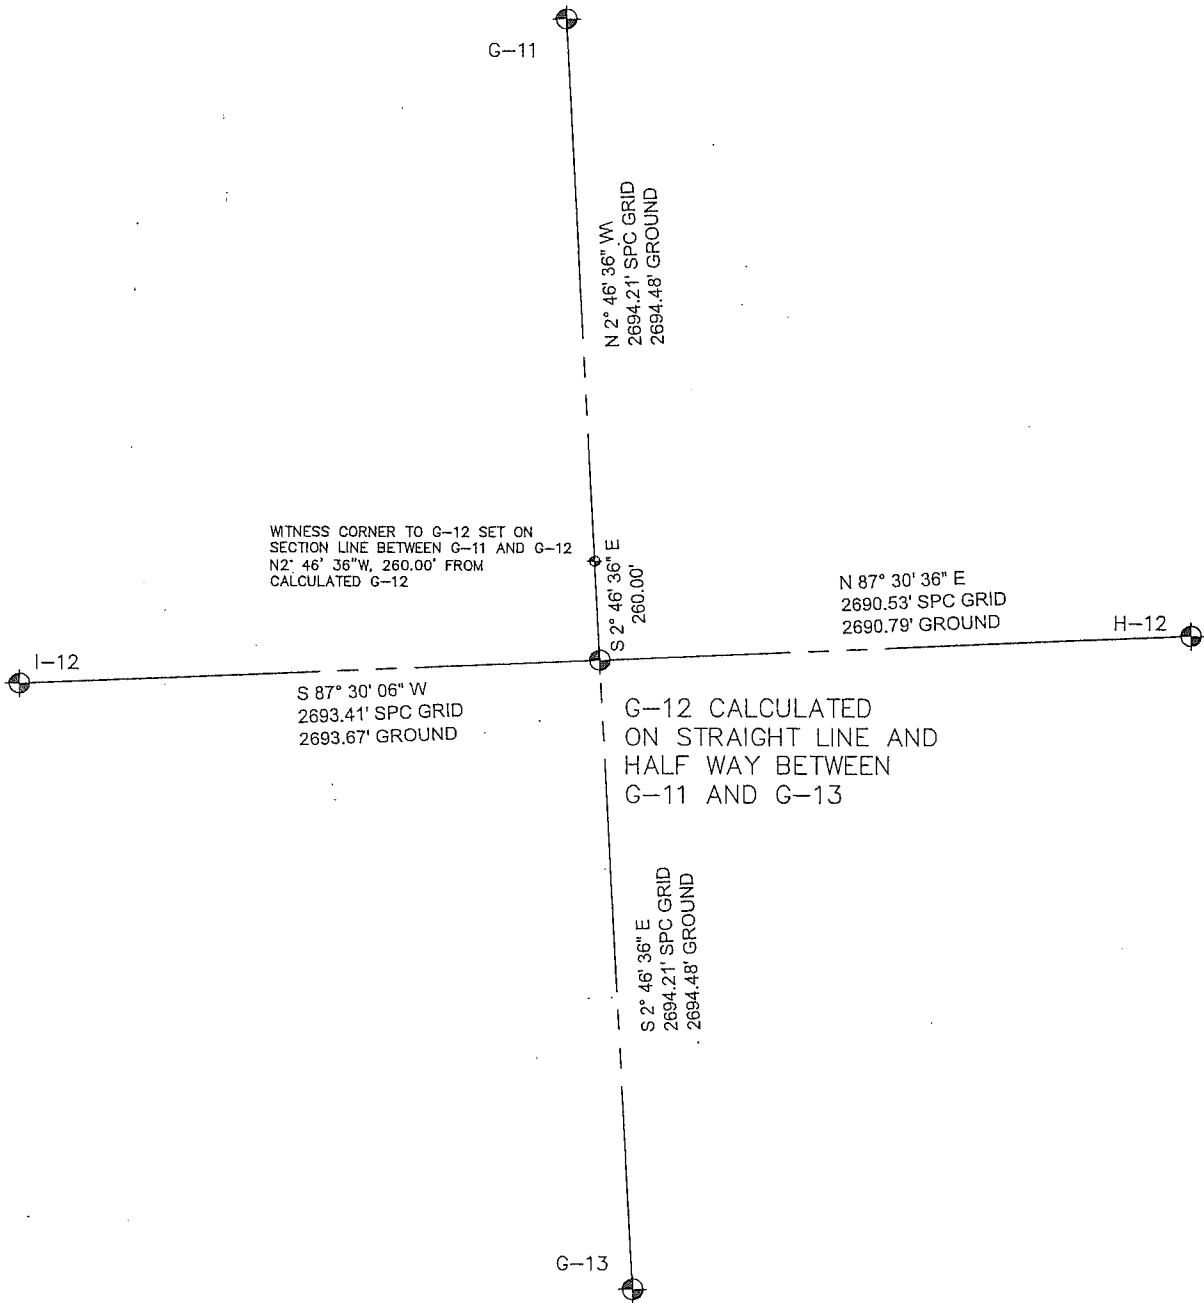 G-11
N 2° 46' 36" W
2694.21' SPC GRID
2694.48' GROUND
WITNESS CORNER TO G-12 SET ON
SECTION LINE BETWEEN G-11 AND G-12
N2° 46' 36"W, 260.00' FROM
CALCULATED G-12
S 2° 46' 36" E
260.00'
N 87° 30' 36" E
2690.53' SPC GRID
2690.79' GROUND
H-12
I-12
S 87° 30' 06" W
2693.41' SPC GRID
2693.67' GROUND
G-12 CALCULATED
ON STRAIGHT LINE AND
HALF WAY BETWEEN
G-11 AND G-13
S 2° 46' 36" E
2694.21' SPC GRID
2694.48' GROUND
G-13